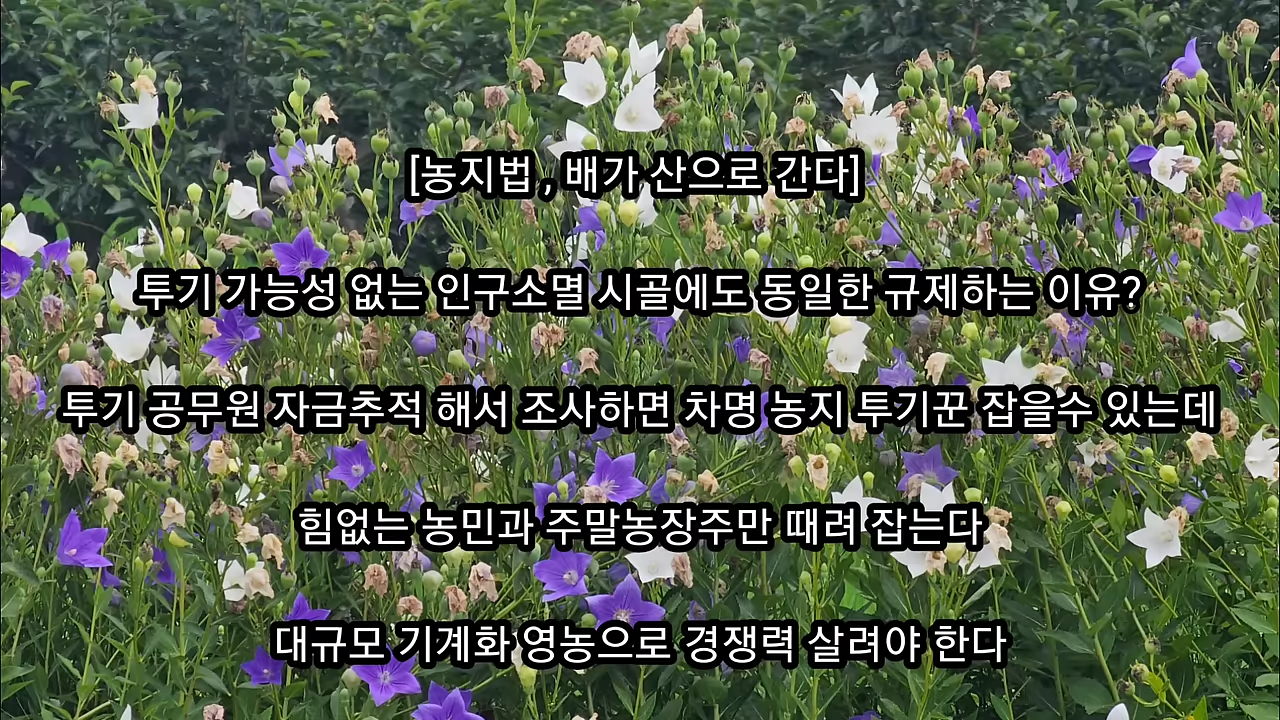 [농지법 , 배가 산으로 간다]
투기 가능성 없는 인구소멸 시골에도 동일한 규제하는 이유?
투기 공무원 자금추적 해서 조사하면 차명 농지 투기꾼 잡을수 있는데
힘없는 농민과 주말농장주만 때려 잡는다
대규모 기계화 영농으로 경쟁력 살려야 한다